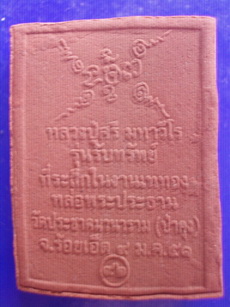 หลวงปู่ศรี มหาวีโร
รุ่นรับทรัพย์
ที่ระลึกในงานเททอง
หล่อพระประธาน
วัดประชาคมวนาราม (ป่ากุง)
จ.ร้อยเอ็ด ๙ ม.ค. ๕๑